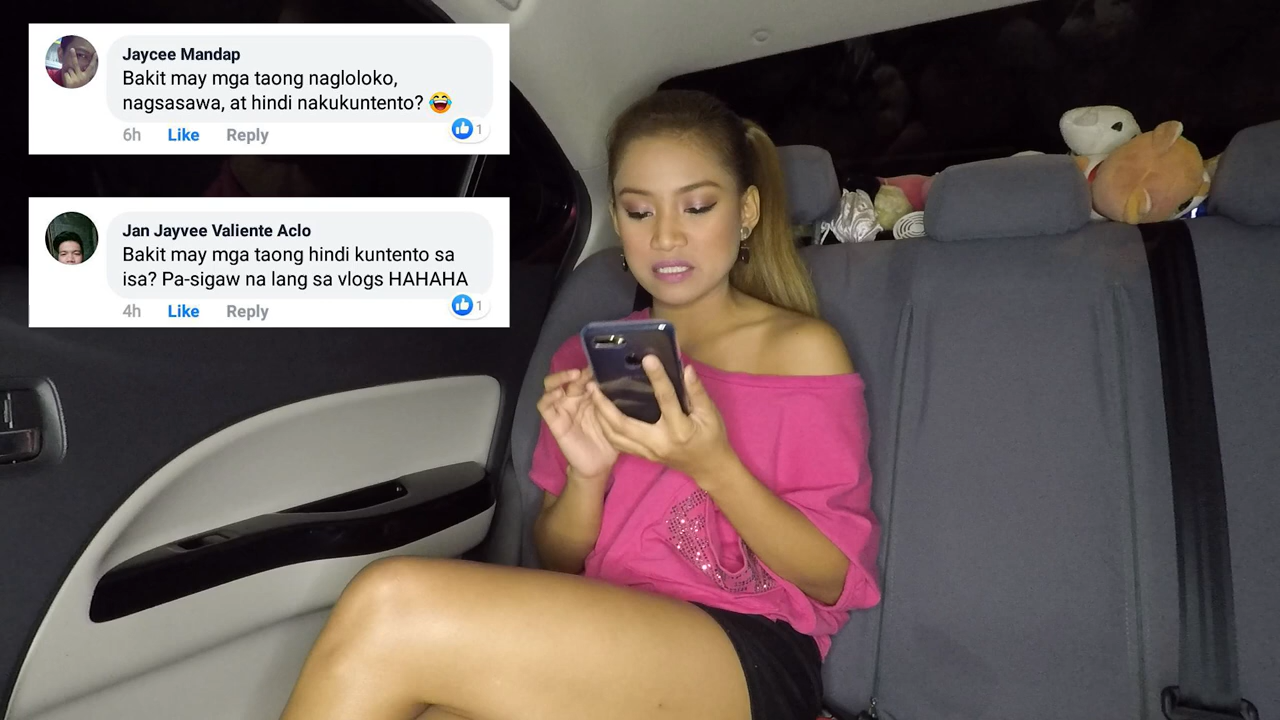 Jaycee Mandap
Bakit may mga taong nagloloko,
nagsasawa, at hindi nakukuntento? 😂
6h Like Reply 1
Jan Jayvee Valiente Aclo
Bakit may mga taong hindi kuntento sa
isa? Pa-sigaw na lang sa vlogs HAHAHA
4h Like Reply 1